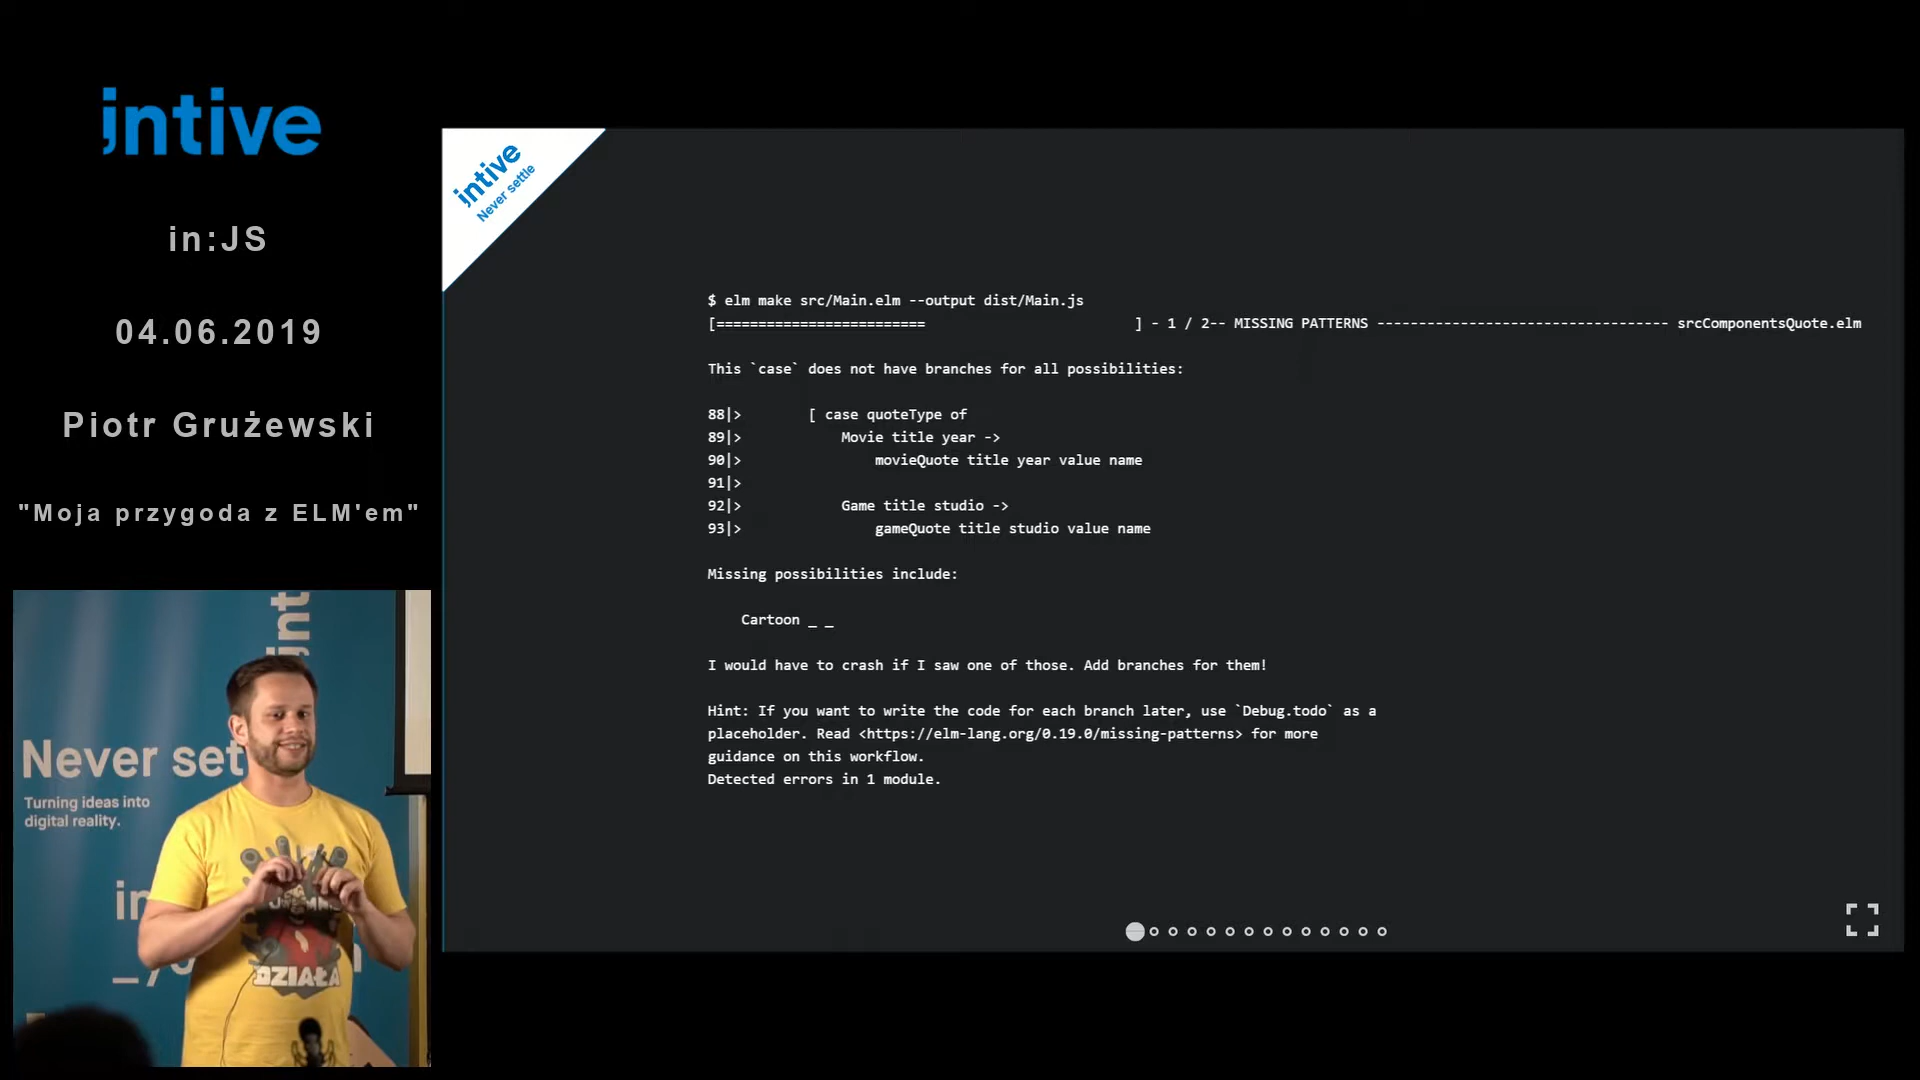 intive
in:JS
04.06.2019
Piotr Grużewski
"Moja przygoda z ELM'em"
intive
Never settle
$ elm make src/Main.elm --output dist/Main.js
[=========================                         ] - 1 / 2-- MISSING PATTERNS ----------------------------------- srcComponentsQuote.elm
This `case` does not have branches for all possibilities:
88|>        [ case quoteType of
89|>            Movie title year ->
90|>                movieQuote title year value name
91|>
92|>            Game title studio ->
93|>                gameQuote title studio value name
Missing possibilities include:
Cartoon _ _
I would have to crash if I saw one of those. Add branches for them!
Hint: If you want to write the code for each branch later, use `Debug.todo` as a
placeholder. Read <https://elm-lang.org/0.19.0/missing-patterns> for more
guidance on this workflow.
Detected errors in 1 module.
int
Never set
Turning ideas into
digital reality.
in
DZIAŁA